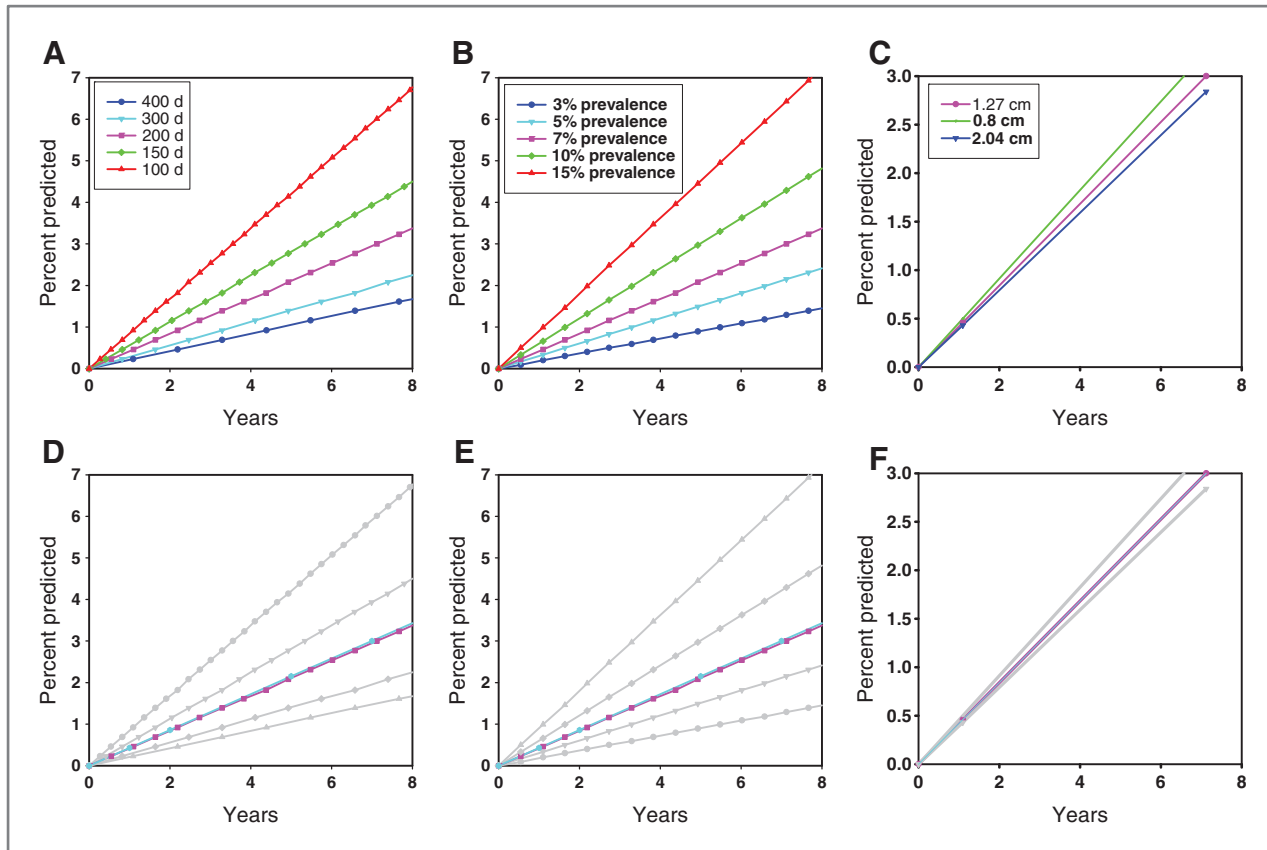 A
7
6
5
4
3
2
1
0
0 2 4 6 8
Percent predicted
Years
400 d
300 d
200 d
150 d
100 d
B
7
6
5
4
3
2
1
0
0 2 4 6 8
Percent predicted
Years
3% prevalence
5% prevalence
7% prevalence
10% prevalence
15% prevalence
C
3.0
2.5
2.0
1.5
1.0
0.5
0.0
0 2 4 6 8
Percent predicted
Years
1.27 cm
0.8 cm
2.04 cm
D
7
6
5
4
3
2
1
0
0 2 4 6 8
Percent predicted
Years
E
7
6
5
4
3
2
1
0
0 2 4 6 8
Percent predicted
Years
F
3.0
2.5
2.0
1.5
1.0
0.5
0.0
0 2 4 6 8
Percent predicted
Years